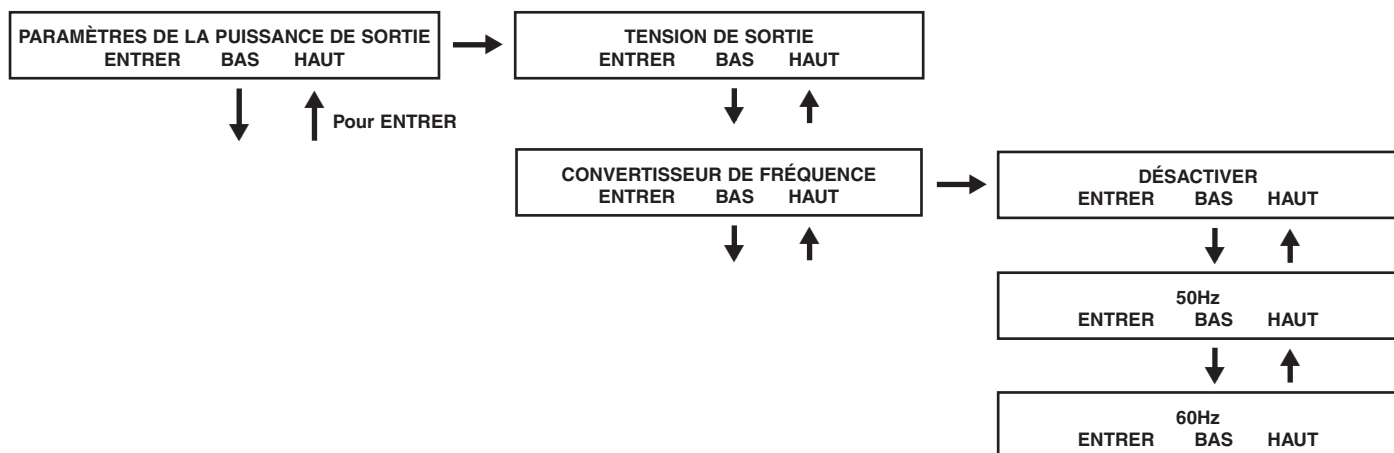 PARAMÈTRES DE LA PUISSANCE DE SORTIE
ENTRER BAS HAUT
Pour ENTRER
TENSION DE SORTIE
ENTRER BAS HAUT
CONVERTISSEUR DE FRÉQUENCE
ENTRER BAS HAUT
DÉSACTIVER
ENTRER BAS HAUT
50Hz
ENTRER BAS HAUT
60Hz
ENTRER BAS HAUT